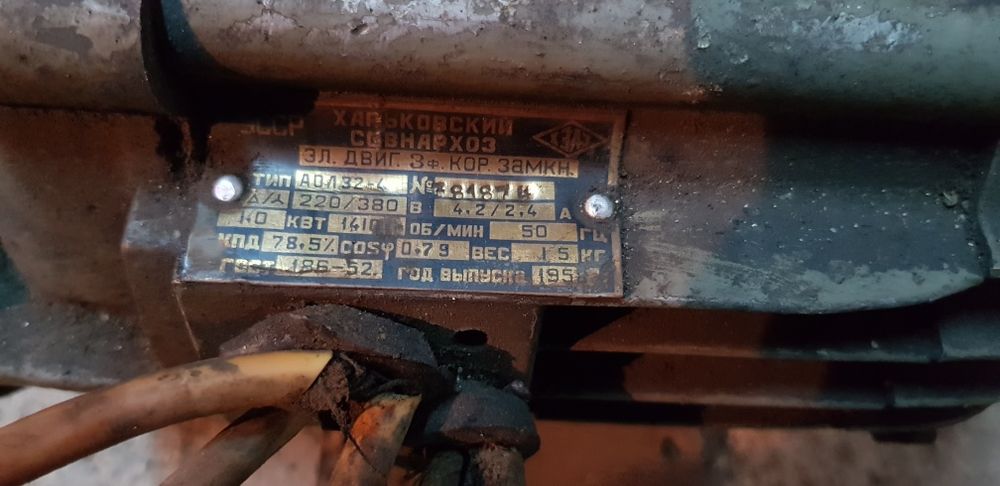 УССР ХАРЬКОВСКИЙ
СОВНАРХОЗ
ЭЛ. ДВИГ. 3Ф. КОР. ЗАМКН.
ТИП АОЛ32-4 №
Δ/⅄ 220/380 В 4,2/2,4 А
1,0 КВТ 1410 ОБ/МИН 50 ГЦ
КПД 78,5% COSφ 0,79 ВЕС 15 КГ
ГОСТ 186-52 ГОД ВЫПУСКА 195